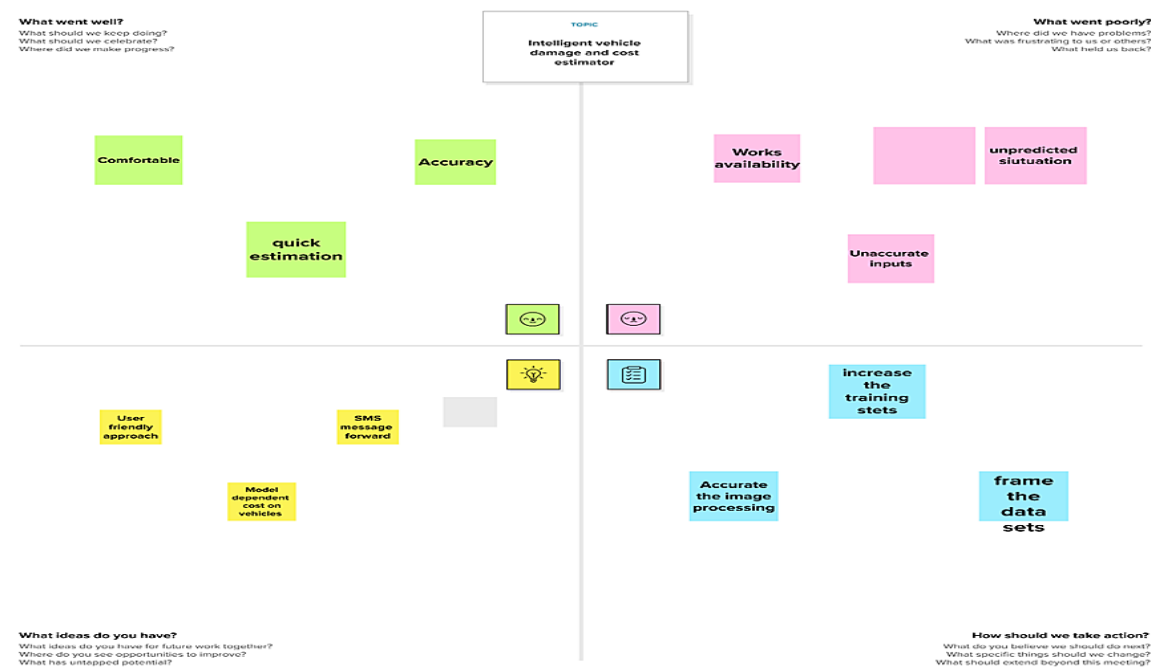 What went well?
What should we keep doing?
What should we celebrate?
Where did we make progress?
TOPIC
Intelligent vehicle
damage and cost
estimator
What went poorly?
Where did we have problems?
What was frustrating to us or others?
What held us back?
Comfortable
Accuracy
quick
estimation
Works
availability
unpredicted
siutuation
Unaccurate
inputs
User
friendly
approach
SMS
message
forward
Model
dependent
cost on
vehicles
increase
the
training
stets
Accurate
the image
processing
frame
the
data
sets
What ideas do you have?
What ideas do you have for future work together?
Where do you see opportunities to improve?
What has untapped potential?
How should we take action?
What do you believe we should do next?
What specific things should we change?
What should extend beyond this meeting?